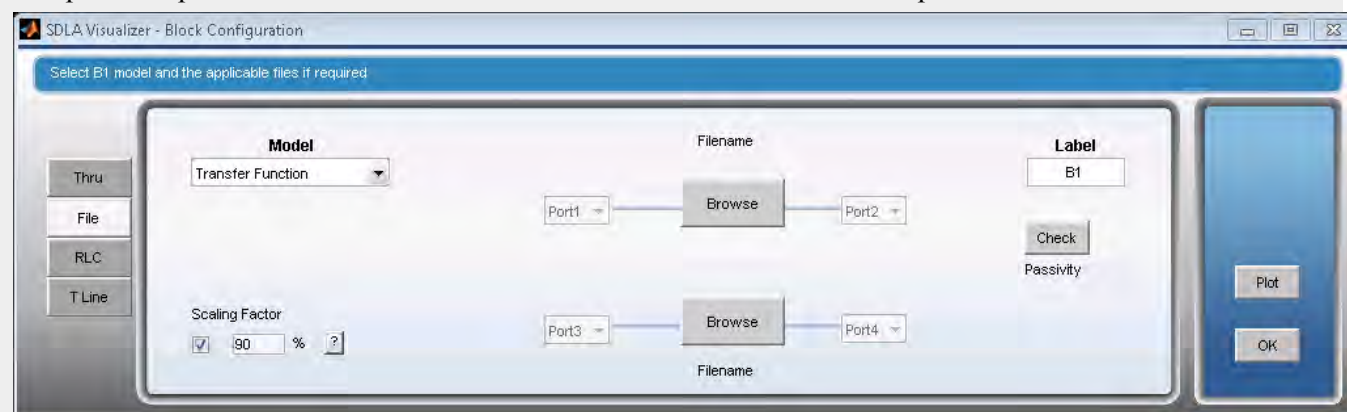 SDLA Visualizer - Block Configuration
Select B1 model and the applicable files if required
Thru
File
RLC
T Line
Model
Transfer Function
Scaling Factor
90 % ?
Filename
Port1 Browse Port2
Port3 Browse Port4
Filename
Label
B1
Check
Passivity
Plot
OK